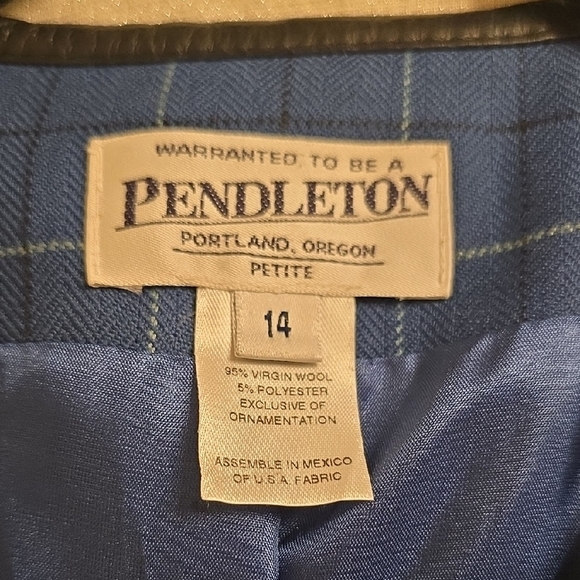 WARRANTED TO BE A
PENDLETON
PORTLAND, OREGON
PETITE
14
95% VIRGIN WOOL
5% POLYESTER
EXCLUSIVE OF
ORNAMENTATION
ASSEMBLE IN MEXICO
OF U.S.A. FABRIC